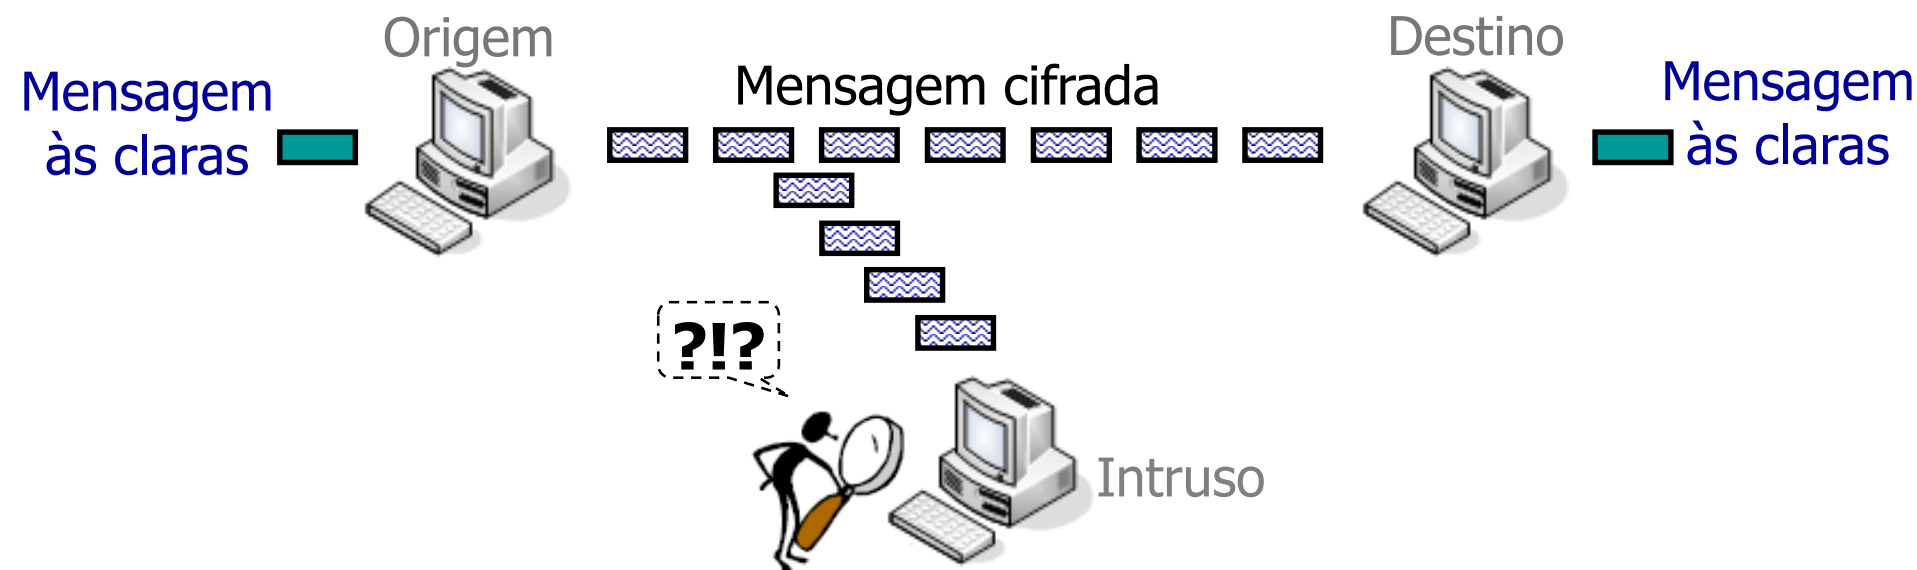 Origem
Destino
Mensagem
às claras
Mensagem cifrada
Mensagem
às claras
?!?
Intruso